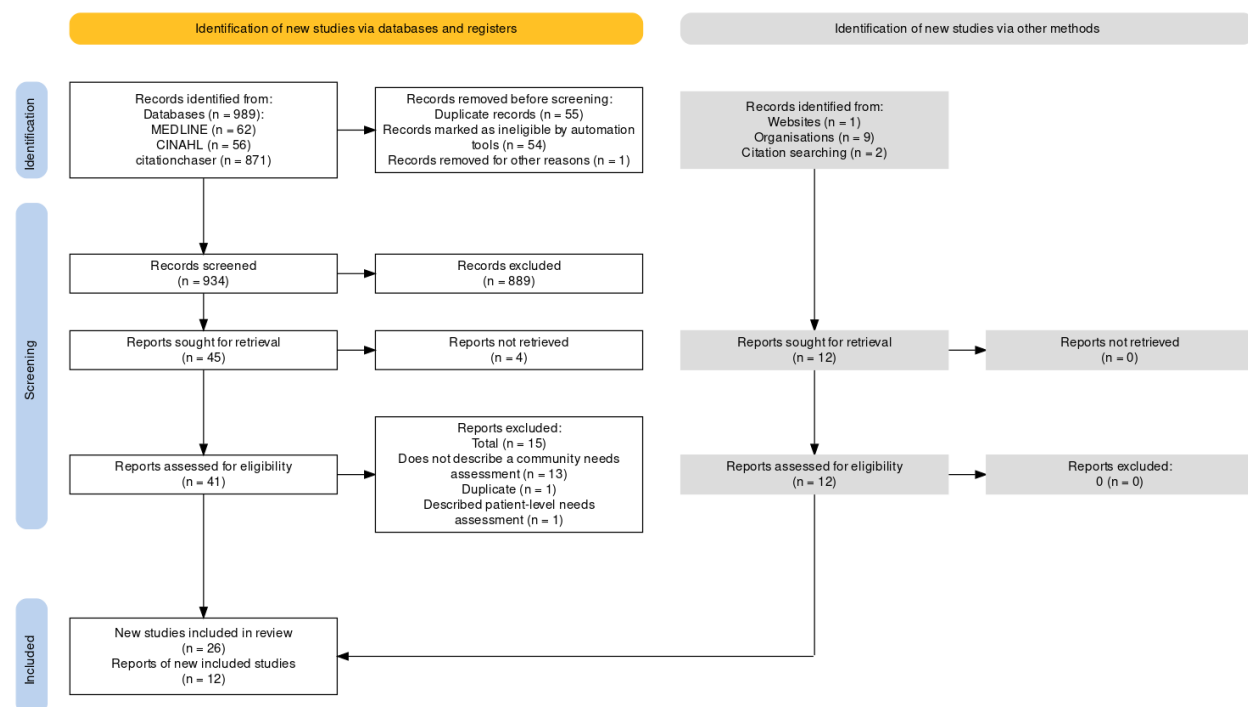 Identification of new studies via databases and registers
Identification of new studies via other methods
Identification
Records identified from:
Databases (n = 989):
MEDLINE (n = 62)
CINAHL (n = 56)
citationchaser (n = 871)
Records removed before screening:
Duplicate records (n = 55)
Records marked as ineligible by automation
tools (n = 54)
Records removed for other reasons (n = 1)
Records identified from:
Websites (n = 1)
Organisations (n = 9)
Citation searching (n = 2)
Screening
Records screened
(n = 934)
Records excluded
(n = 889)
Reports sought for retrieval
(n = 45)
Reports not retrieved
(n = 4)
Reports sought for retrieval
(n = 12)
Reports not retrieved
(n = 0)
Reports assessed for eligibility
(n = 41)
Reports excluded:
Total (n = 15)
Does not describe a community needs
assessment (n = 13)
Duplicate (n = 1)
Described patient-level needs
assessment (n = 1)
Reports assessed for eligibility
(n = 12)
Reports excluded:
0 (n = 0)
Included
New studies included in review
(n = 26)
Reports of new included studies
(n = 12)